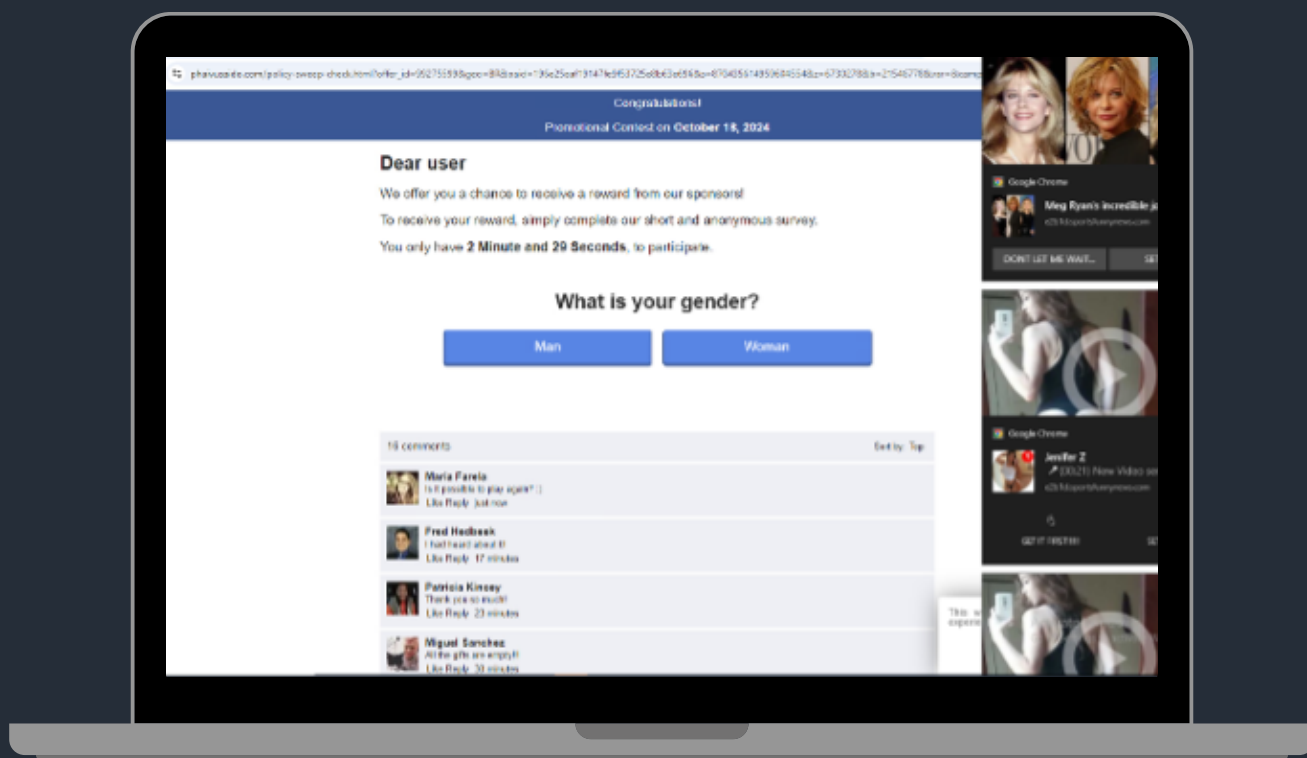 Congratulations!
Promotional Contest on October 18, 2024
Dear user
We offer you a chance to receive a reward from our sponsors!
To receive your reward, simply complete our short and anonymous survey.
You only have 2 Minute and 29 Seconds, to participate.
What is your gender?
Man
Woman
16 comments
Sort by: Top
Maria Farela
Is it possible to play again? :)
Like Reply Just now
Fred
I had heard about it!
Like Reply 17 minutes
Patricia Kinsey
Thank you so much!
Like Reply 23 minutes
Miguel Sanchez
All the gifts are empty!!
Like Reply 30 minutes
Google Chrome
Meg Ryan's incredible
DONT LET ME WAIT...
Google Chrome
Jenifer Z
(00:21) New Video
GET IT FIRST !!!!
This